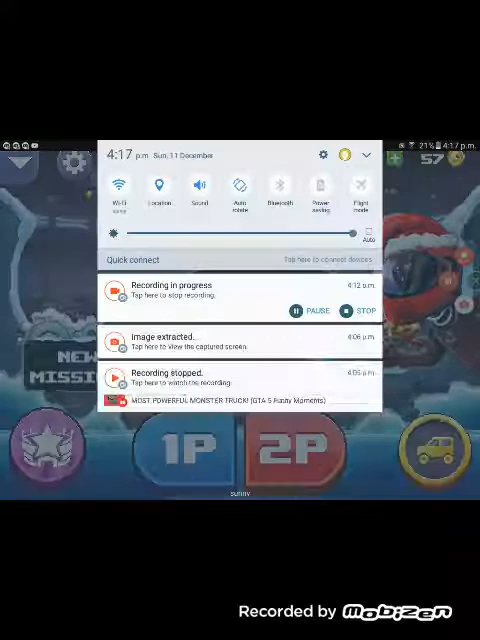 21% 4:17 p.m.
4:17 p.m. Sun, 11 December
57
Wi-Fi
Location
Sound
Auto rotate
Bluetooth
Power saving
Flight mode
Auto
Quick connect
Tap here to connect devices.
Recording in progress
4:12 p.m.
Tap here to stop recording.
PAUSE
STOP
Image extracted...
4:06 p.m.
Tap here to view the captured screen.
Recording stopped.
4:05 p.m.
Tap here to watch the recording.
MOST POWERFUL MONSTER TRUCK! (GTA 5 Funny Moments)
NEW
MISSI
1P
2P
sunny
Recorded by Mobizen